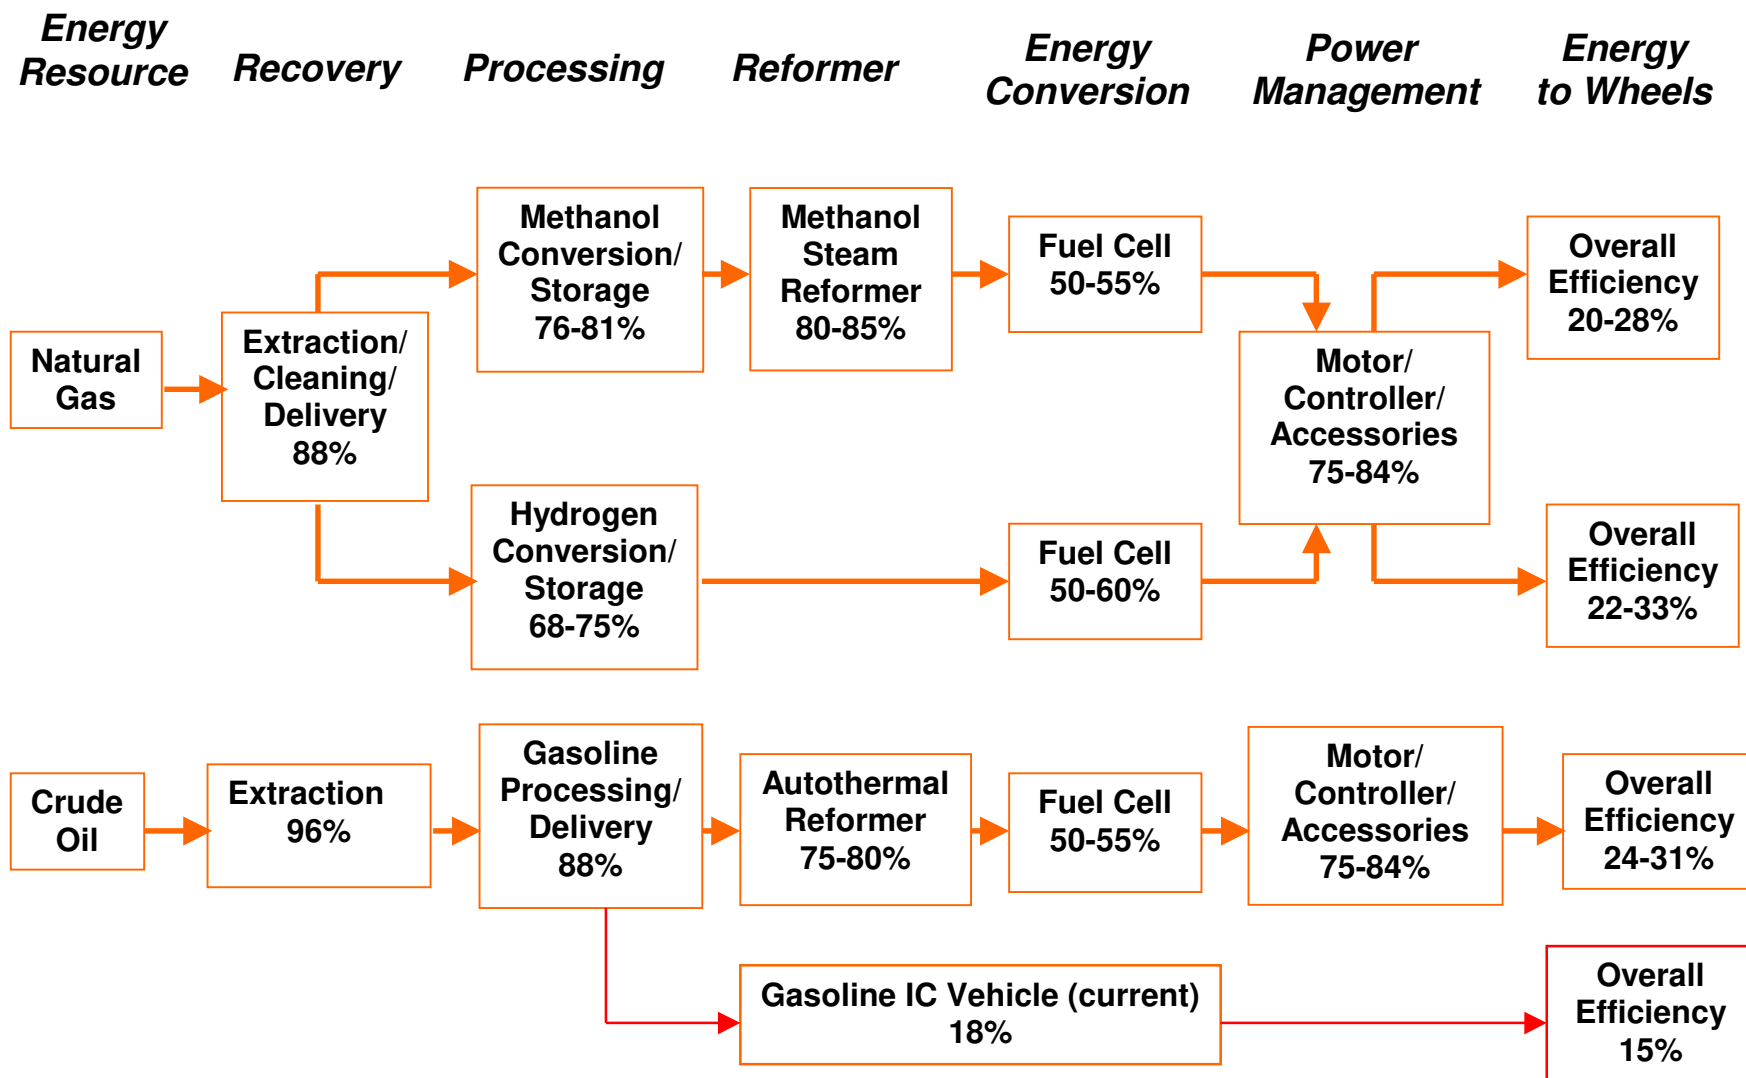 Energy
Resource
Recovery
Processing
Reformer
Energy
Conversion
Power
Management
Energy
to Wheels
Natural
Gas
Extraction/
Cleaning/
Delivery
88%
Methanol
Conversion/
Storage
76-81%
Methanol
Steam
Reformer
80-85%
Fuel Cell
50-55%
Motor/
Controller/
Accessories
75-84%
Overall
Efficiency
20-28%
Hydrogen
Conversion/
Storage
68-75%
Fuel Cell
50-60%
Overall
Efficiency
22-33%
Crude
Oil
Extraction
96%
Gasoline
Processing/
Delivery
88%
Autothermal
Reformer
75-80%
Fuel Cell
50-55%
Motor/
Controller/
Accessories
75-84%
Overall
Efficiency
24-31%
Gasoline IC Vehicle (current)
18%
Overall
Efficiency
15%